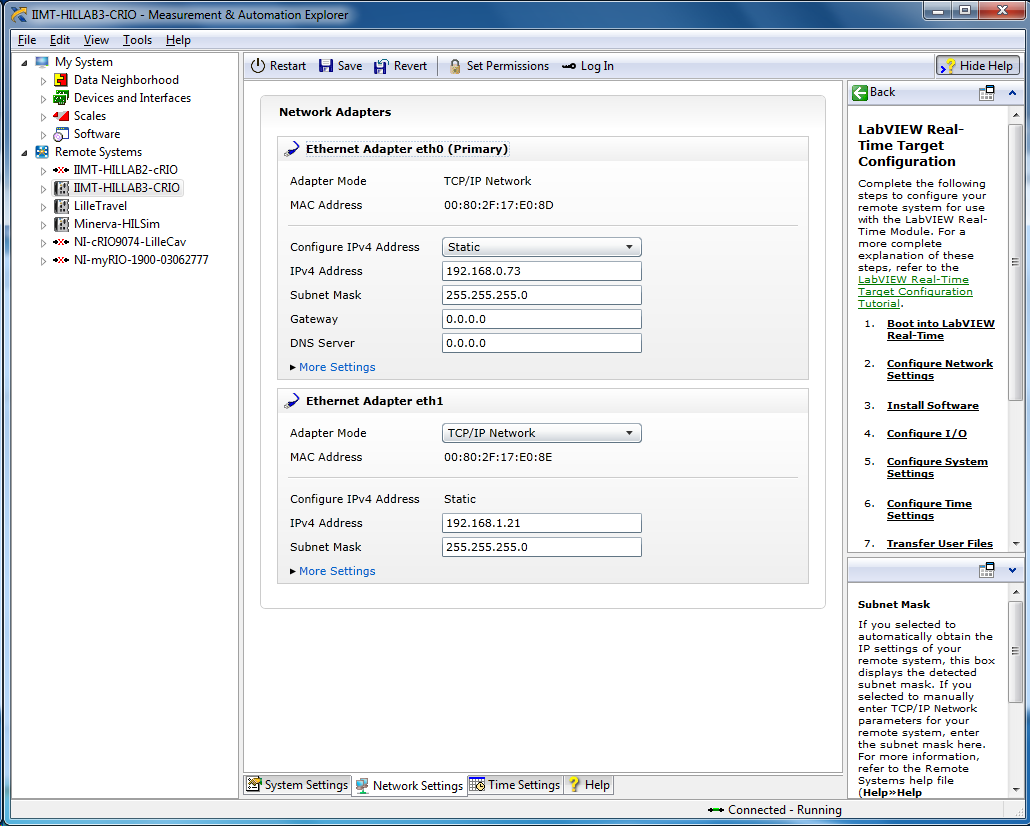 IIMT-HILLAB3-CRIO - Measurement & Automation Explorer
File Edit View Tools Help
My System
Data Neighborhood
Devices and Interfaces
Scales
Software
Remote Systems
IIMT-HILLAB2-cRIO
IIMT-HILLAB3-CRIO
LilleTravel
Minerva-HILSim
NI-cRIO9074-LilleCav
NI-myRIO-1900-03062777
Restart Save Revert Set Permissions Log In Hide Help
Network Adapters
Ethernet Adapter eth0 (Primary)
Adapter Mode TCP/IP Network
MAC Address 00:80:2F:17:E0:8D
Configure IPv4 Address Static
IPv4 Address 192.168.0.73
Subnet Mask 255.255.255.0
Gateway 0.0.0.0
DNS Server 0.0.0.0
More Settings
Ethernet Adapter eth1
Adapter Mode TCP/IP Network
MAC Address 00:80:2F:17:E0:8E
Configure IPv4 Address Static
IPv4 Address 192.168.1.21
Subnet Mask 255.255.255.0
More Settings
System Settings Network Settings Time Settings Help
Back
LabVIEW Real-
Time Target
Configuration
Complete the following
steps to configure your
remote system for use
with the LabVIEW Real-
Time Module. For a
more complete
explanation of these
steps, refer to the
LabVIEW Real-Time
Target Configuration
Tutorial.
1. Boot into LabVIEW
Real-Time
2. Configure Network
Settings
3. Install Software
4. Configure I/O
5. Configure System
Settings
6. Configure Time
Settings
7. Transfer User Files
Subnet Mask
If you selected to
automatically obtain the
IP settings of your
remote system, this box
displays the detected
subnet mask. If you
selected to manually
enter TCP/IP Network
parameters for your
remote system, enter
the subnet mask here.
For more information,
refer to the Remote
Systems help file
(Help»Help
Connected - Running